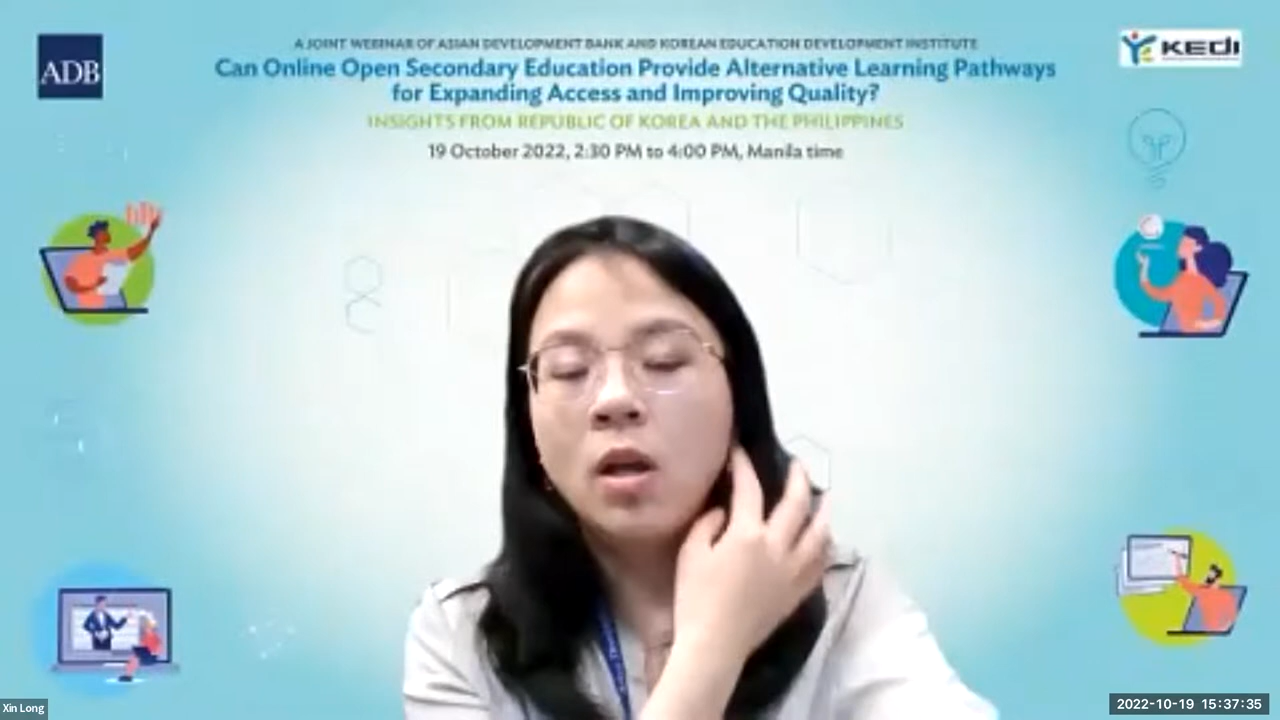 ADB
A JOINT WEBINAR OF ASIAN DEVELOPMENT BANK AND KOREAN EDUCATION DEVELOPMENT INSTITUTE
Can Online Open Secondary Education Provide Alternative Learning Pathways
for Expanding Access and Improving Quality?
INSIGHTS FROM REPUBLIC OF KOREA AND THE PHILIPPINES
19 October 2022, 2:30 PM to 4:00 PM, Manila time
KEDI
Xin Long
2022-10-19 15:37:35